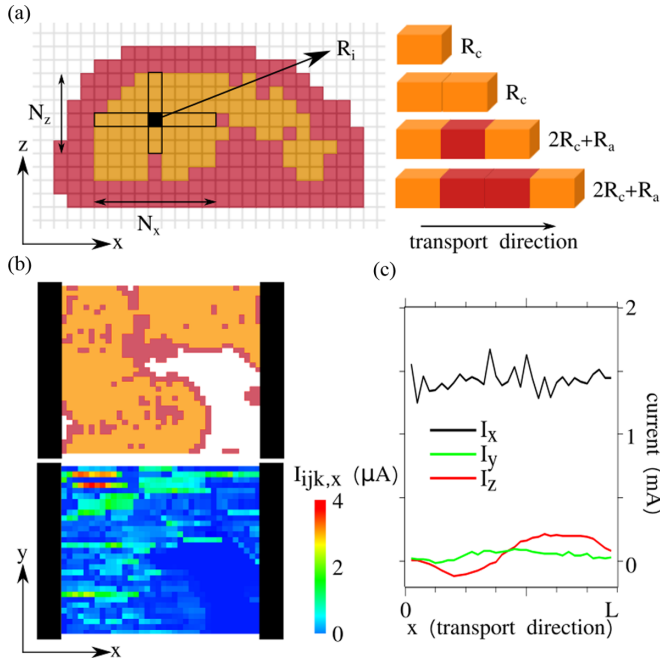 (a)
R_i
N_z
N_x
z
x
R_c
R_c
2R_c+R_a
2R_c+R_a
transport direction
(b)
I_ijk,x (μA)
4
2
0
y
x
(c)
2
1
0
current (mA)
I_x
I_y
I_z
0 L
x (transport direction)